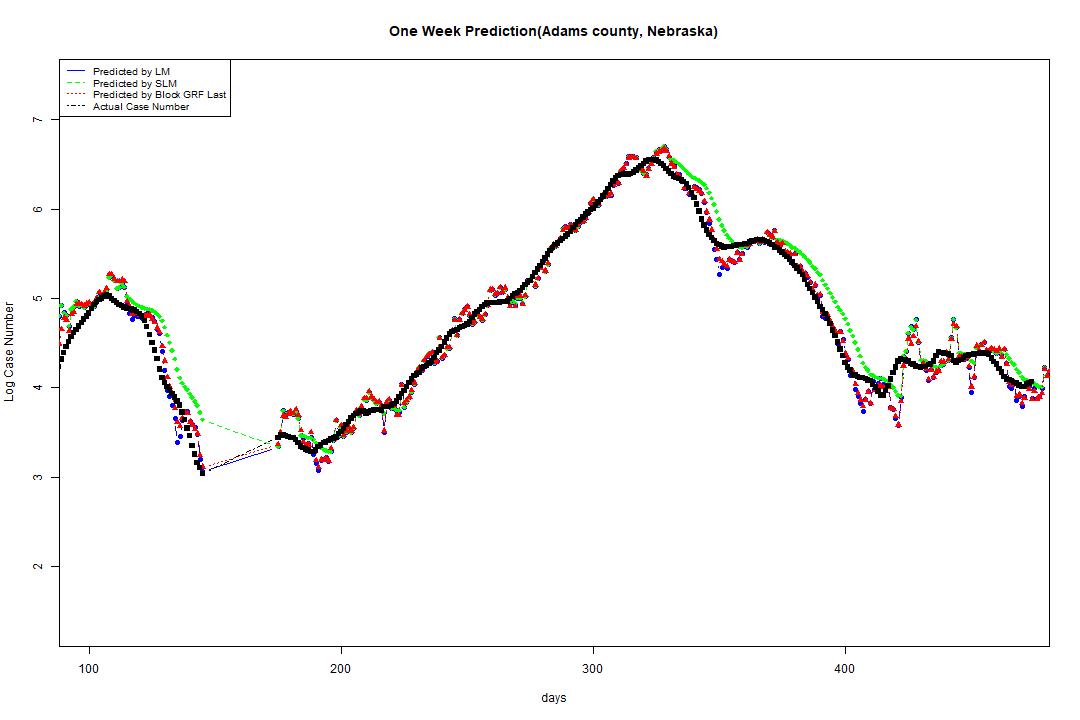 One Week Prediction(Adams county, Nebraska)
Predicted by LM
Predicted by SLM
Predicted by Block GRF Last
Actual Case Number
7
6
5
4
3
2
Log Case Number
100 200 300 400
days